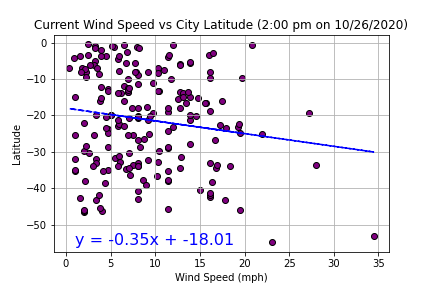 Current Wind Speed vs City Latitude (2:00 pm on 10/26/2020)
0
−10
−20
−30
−40
−50
Latitude
y = -0.35x + -18.01
0 5 10 15 20 25 30 35
Wind Speed (mph)